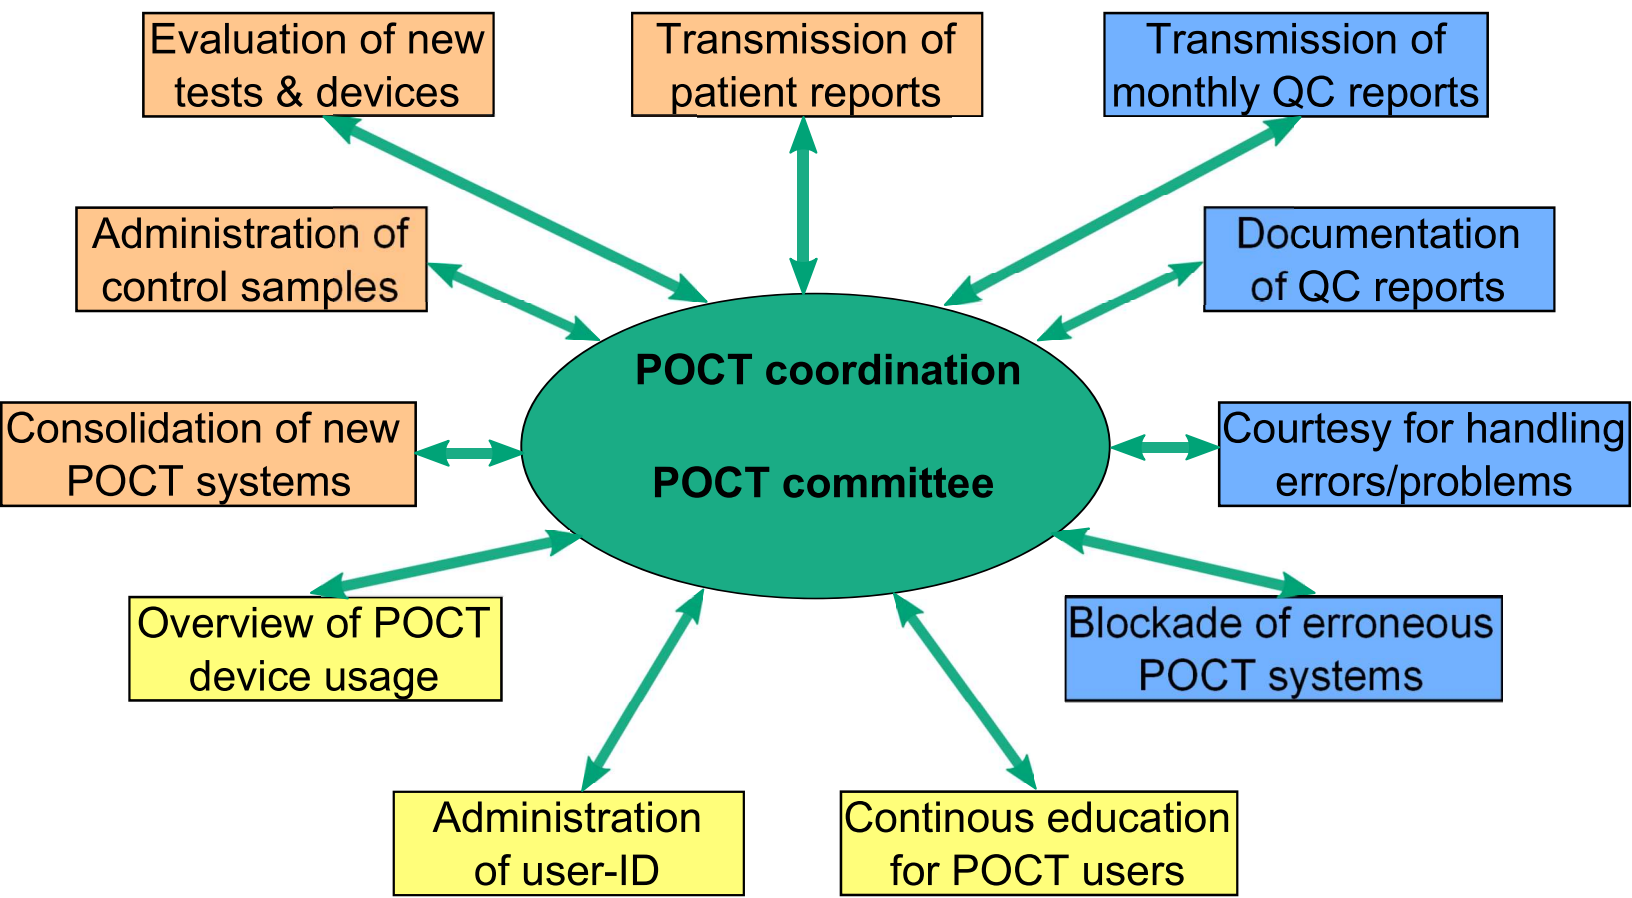 Evaluation of new
tests & devices
Transmission of
patient reports
Transmission of
monthly QC reports
Administration of
control samples
Documentation
of QC reports
POCT coordination
POCT committee
Consolidation of new
POCT systems
Courtesy for handling
errors/problems
Overview of POCT
device usage
Blockade of erroneous
POCT systems
Administration
of user-ID
Continous education
for POCT users